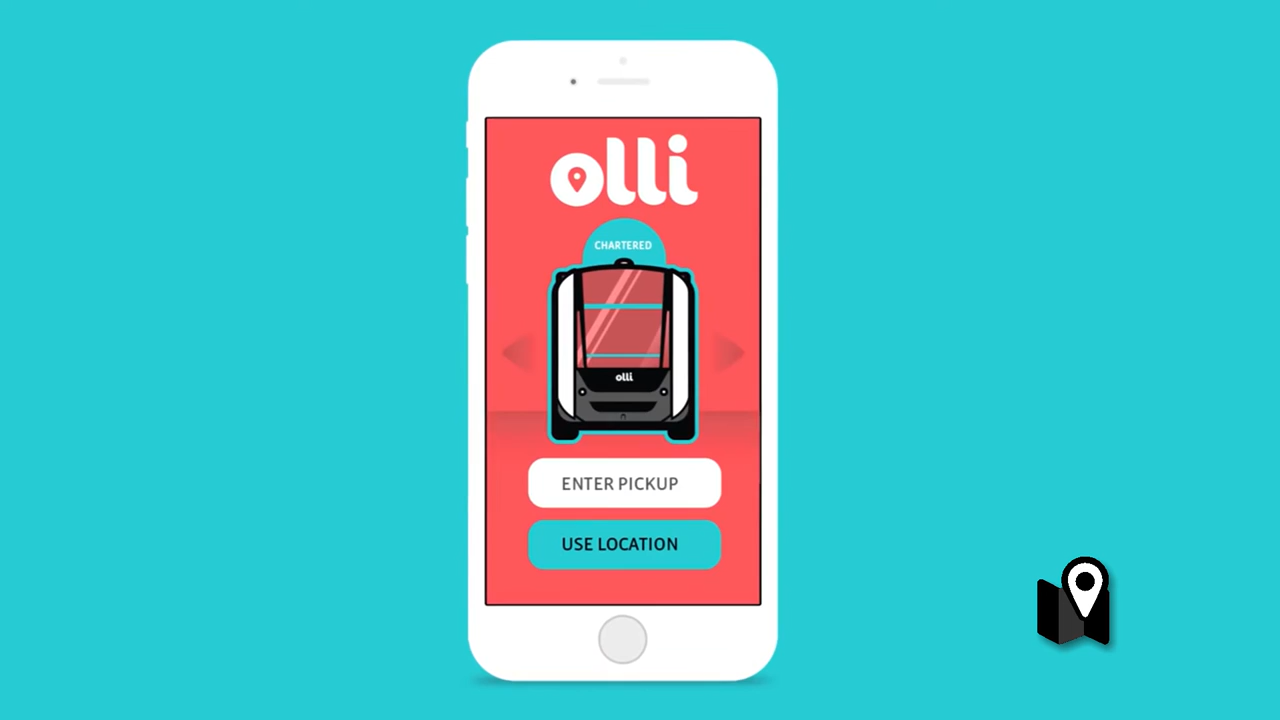 olli
CHARTERED
olli
ENTER PICKUP
USE LOCATION